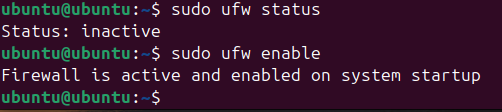 ubuntu@ubuntu:~$ sudo ufw status
Status: inactive
ubuntu@ubuntu:~$ sudo ufw enable
Firewall is active and enabled on system startup
ubuntu@ubuntu:~$